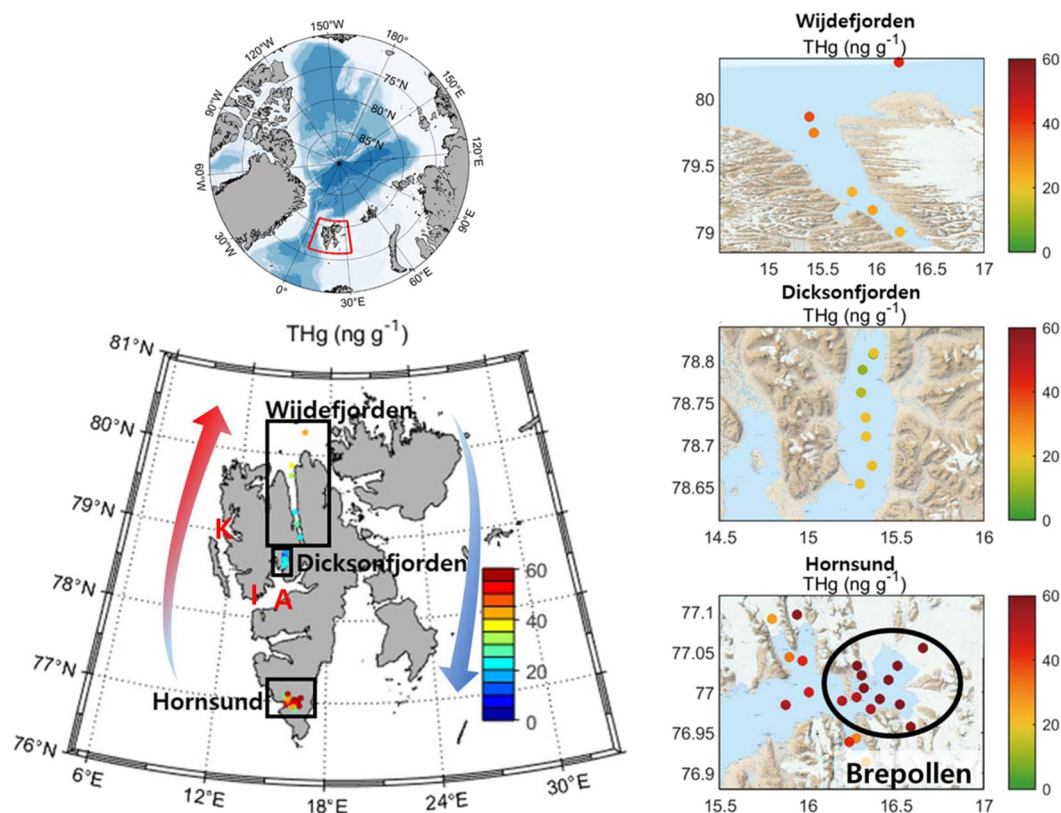 150°W
180°
120°W
150°E
75°N
90°W
80°N
85°N
120°E
60°W
90°E
30°W
60°E
0°
30°E
THg (ng g-1)
81°N
80°N
79°N
78°N
77°N
76°N
Wijdefjorden
K
Dicksonfjorden
I
A
Hornsund
60
40
20
0
6°E
12°E
18°E
24°E
30°E
Wijdefjorden
THg (ng g-1)
80
79.5
79
15
15.5
16
16.5
17
60
40
20
0
Dicksonfjorden
THg (ng g-1)
78.8
78.75
78.7
78.65
14.5
15
15.5
16
60
40
20
0
Hornsund
THg (ng g-1)
77.1
77.05
77
76.95
76.9
Brepollen
15.5
16
16.5
17
60
40
20
0